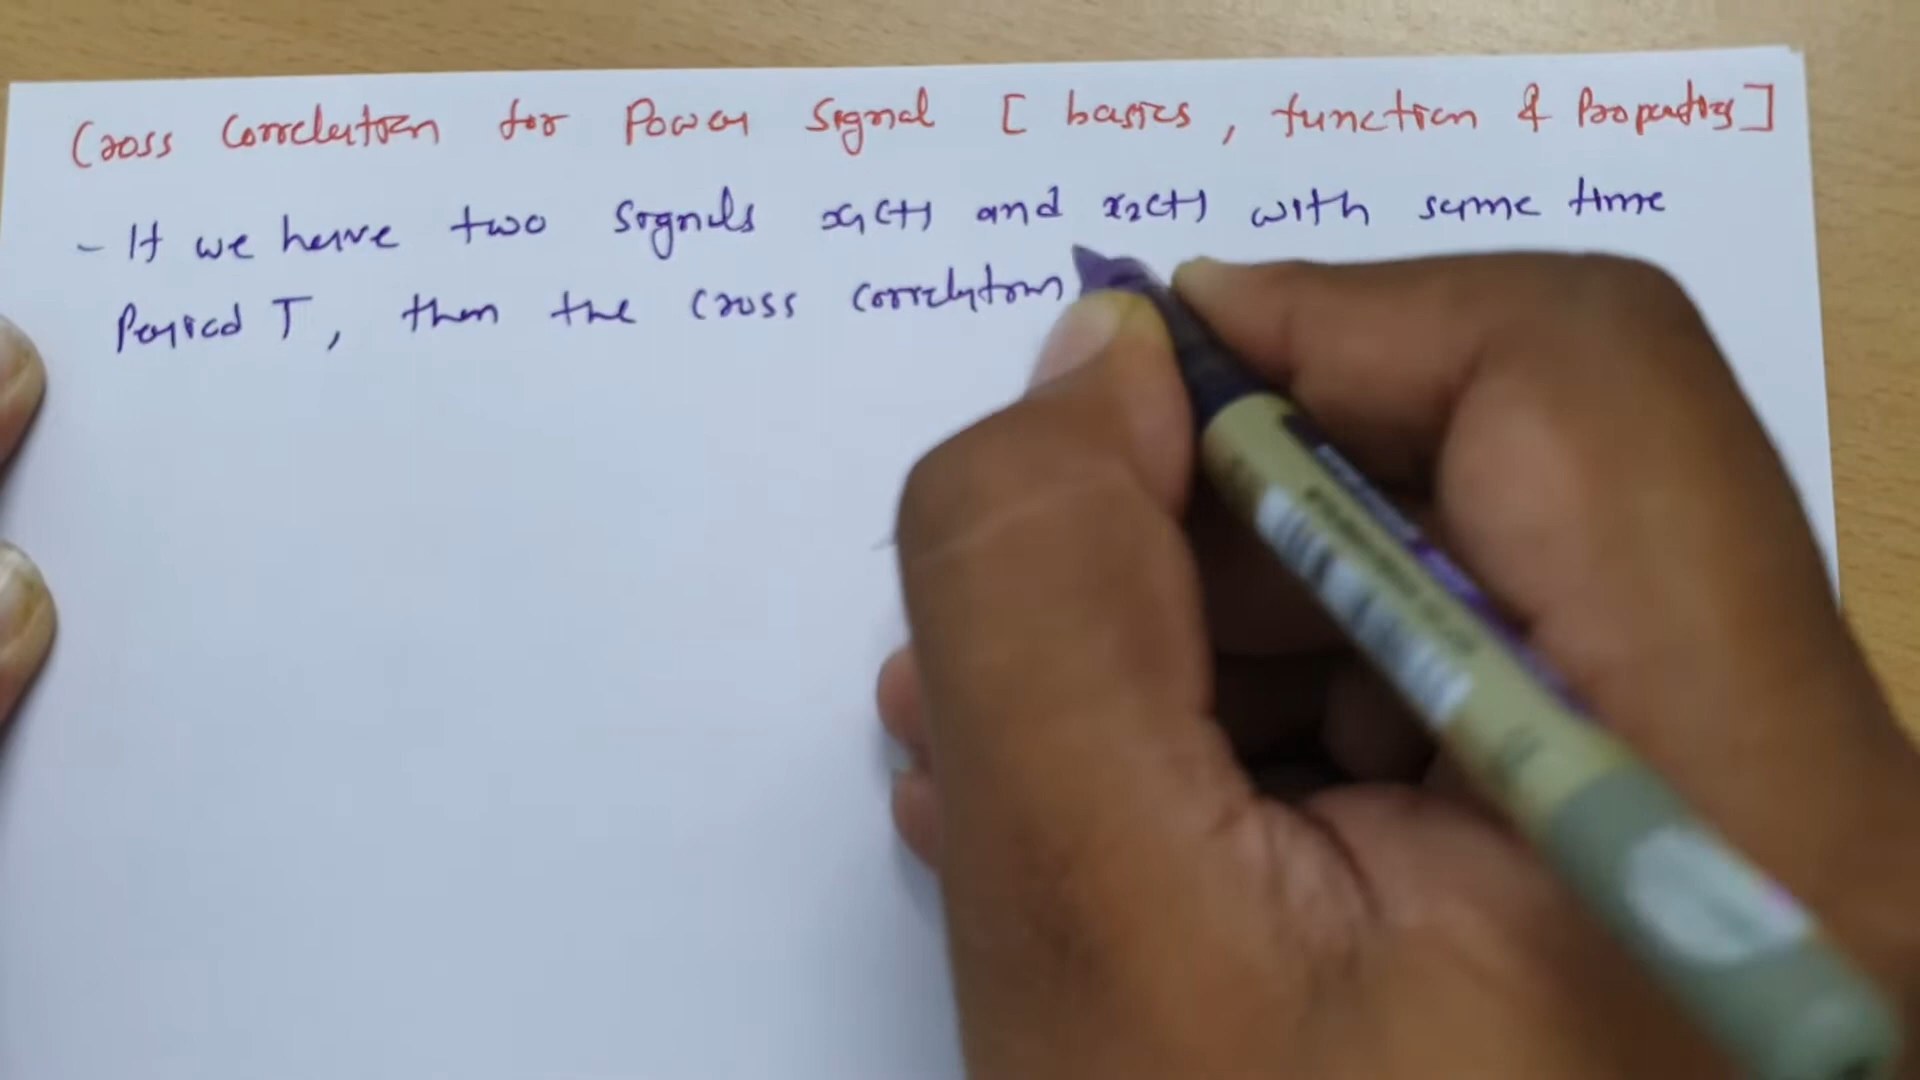 Cross Correlation for Power Signal [ basics , function & Properties ]
- If we have two signals x1(t) and x2(t) with same time
Period T , then the cross correlation